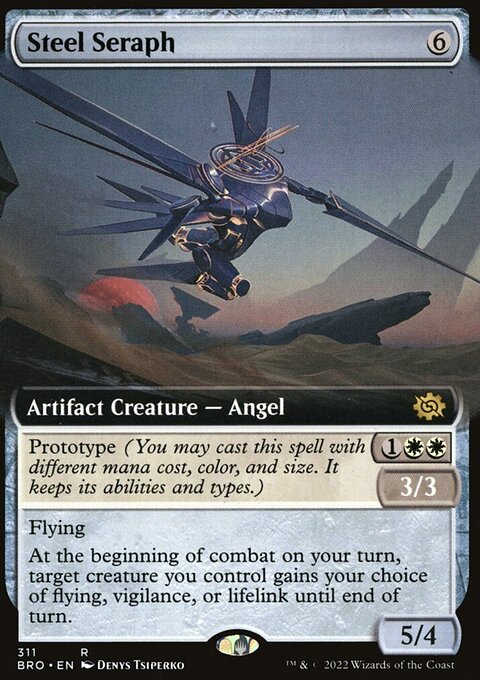 Steel Seraph 6
Artifact Creature — Angel
Prototype (You may cast this spell with 1
different mana cost, color, and size. It
keeps its abilities and types.) 3/3
Flying
At the beginning of combat on your turn,
target creature you control gains your choice
of flying, vigilance, or lifelink until end of
turn.
5/4
311 R
BRO • EN Denys Tsiperko ™ & © 2022 Wizards of the Coast